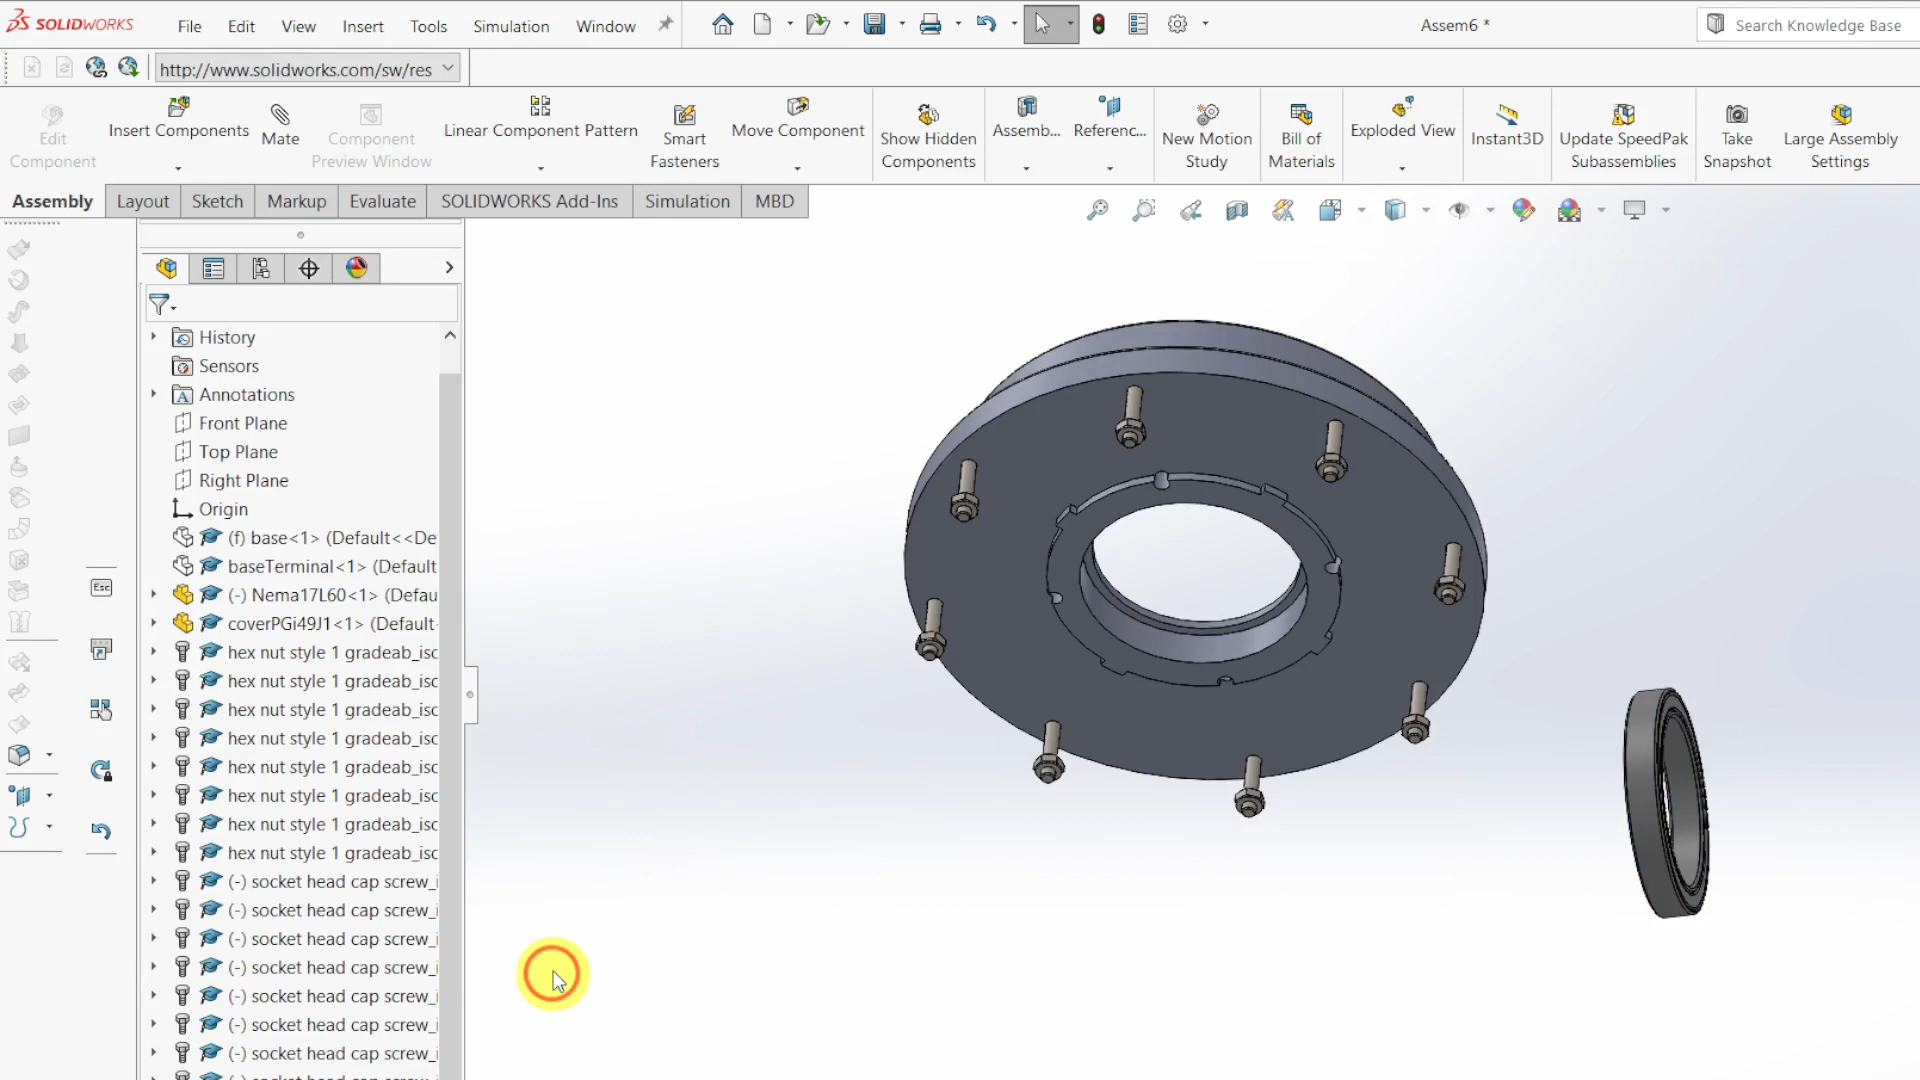 SOLIDWORKS File Edit View Insert Tools Simulation Window Assem6 * Search Knowledge Base
http://www.solidworks.com/sw/res
Edit Component
Insert Components
Mate
Component Preview Window
Linear Component Pattern
Smart Fasteners
Move Component
Show Hidden Components
Assemb...
Referenc...
New Motion Study
Bill of Materials
Exploded View
Instant3D
Update SpeedPak Subassemblies
Take Snapshot
Large Assembly Settings
Assembly Layout Sketch Markup Evaluate SOLIDWORKS Add-Ins Simulation MBD
History
Sensors
Annotations
Front Plane
Top Plane
Right Plane
Origin
(f) base<1> (Default<<De
Esc
baseTerminal<1> (Default
(-) Nema17L60<1> (Defau
coverPGi49J1<1> (Default
hex nut style 1 gradeab_isc
hex nut style 1 gradeab_isc
hex nut style 1 gradeab_isc
hex nut style 1 gradeab_isc
hex nut style 1 gradeab_isc
hex nut style 1 gradeab_isc
hex nut style 1 gradeab_isc
hex nut style 1 gradeab_isc
(-) socket head cap screw_i
(-) socket head cap screw_i
(-) socket head cap screw_i
(-) socket head cap screw_i
(-) socket head cap screw_i
(-) socket head cap screw_i
(-) socket head cap screw_i